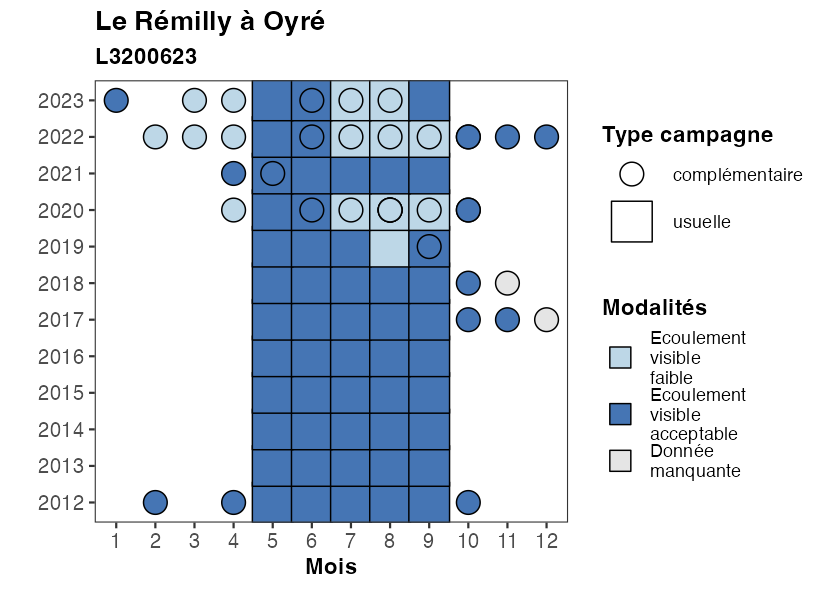 Le Rémilly à Oyré
L3200623
2023
2022
2021
2020
2019
2018
2017
2016
2015
2014
2013
2012
1 2 3 4 5 6 7 8 9 10 11 12
Mois
Type campagne
complémentaire
usuelle
Modalités
Ecoulement
visible
faible
Ecoulement
visible
acceptable
Donnée
manquante